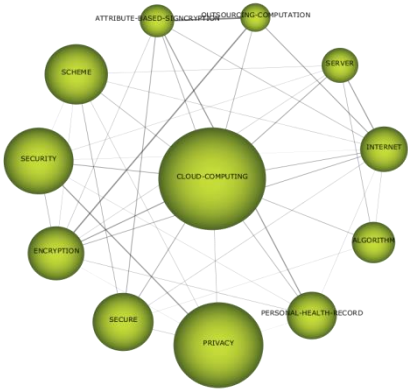 ATTRIBUTE-BASED-SIGNCRYPTION
OUTSOURCING-COMPUTATION
SERVER
SCHEME
INTERNET
SECURITY
CLOUD-COMPUTING
ALGORITHM
ENCRYPTION
PERSONAL-HEALTH-RECORD
SECURE
PRIVACY